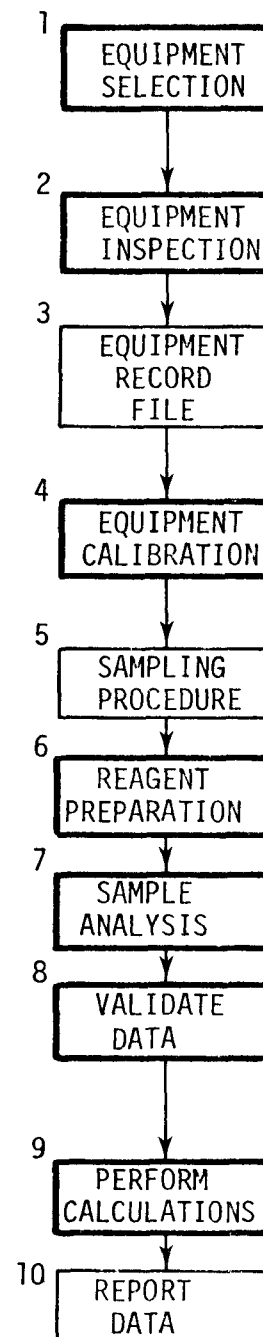 1
EQUIPMENT
SELECTION
2
EQUIPMENT
INSPECTION
3
EQUIPMENT
RECORD
FILE
4
EQUIPMENT
CALIBRATION
5
SAMPLING
PROCEDURE
6
REAGENT
PREPARATION
7
SAMPLE
ANALYSIS
8
VALIDATE
DATA
9
PERFORM
CALCULATIONS
10
REPORT
DATA